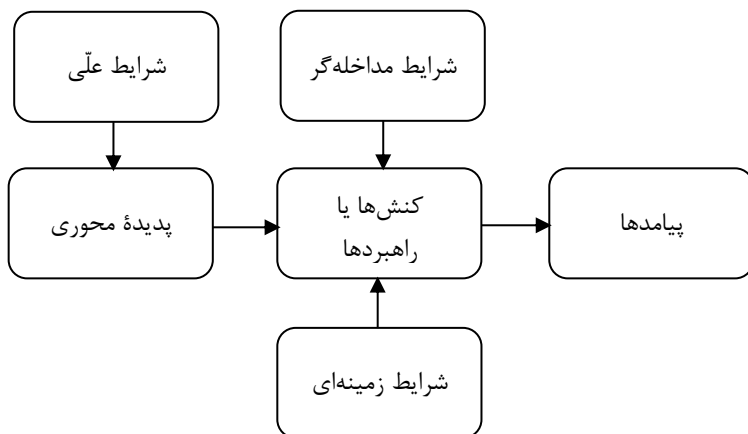 شرایط علّی
شرایط مداخله‌گر
پدیدهٔ محوری
کنش‌ها یا
راهبردها
پیامدها
شرایط زمینه‌ای